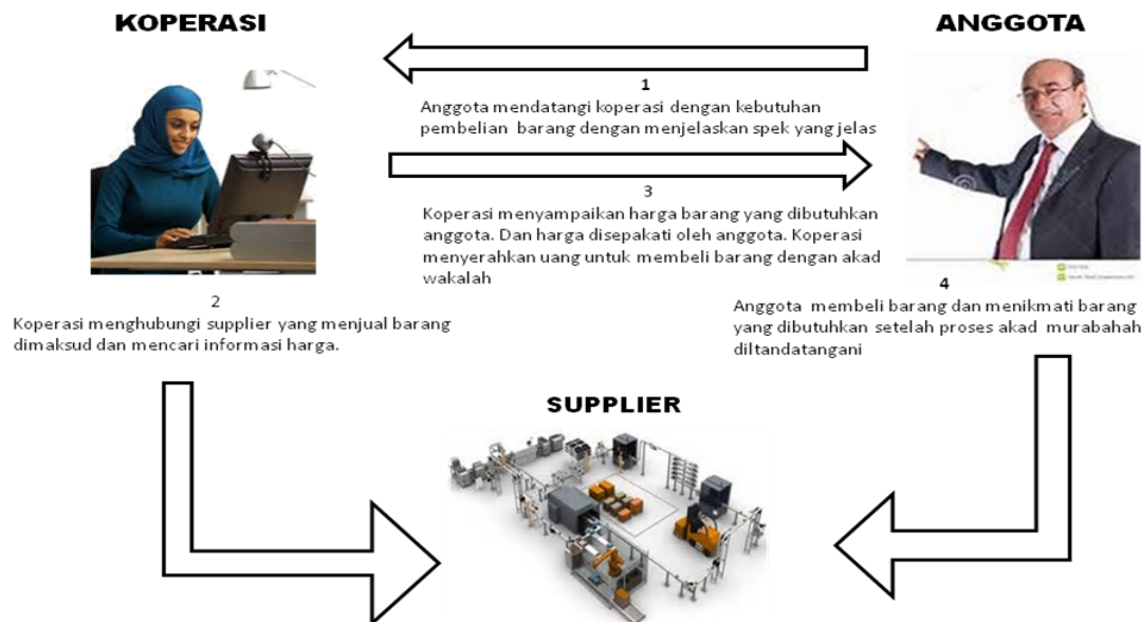 KOPERASI
ANGGOTA
1
Anggota mendatangi koperasi dengan kebutuhan
pembelian barang dengan menjelaskan spek yang jelas
3
Koperasi menyampaikan harga barang yang dibutuhkan
anggota. Dan harga disepakati oleh anggota. Koperasi
menyerahkan uang untuk membeli barang dengan akad
wakalah
2
Koperasi menghubungi supplier yang menjual barang
dimaksud dan mencari informasi harga.
4
Anggota membeli barang dan menikmati barang
yang dibutuhkan setelah proses akad murabahah
diltandatangani
SUPPLIER